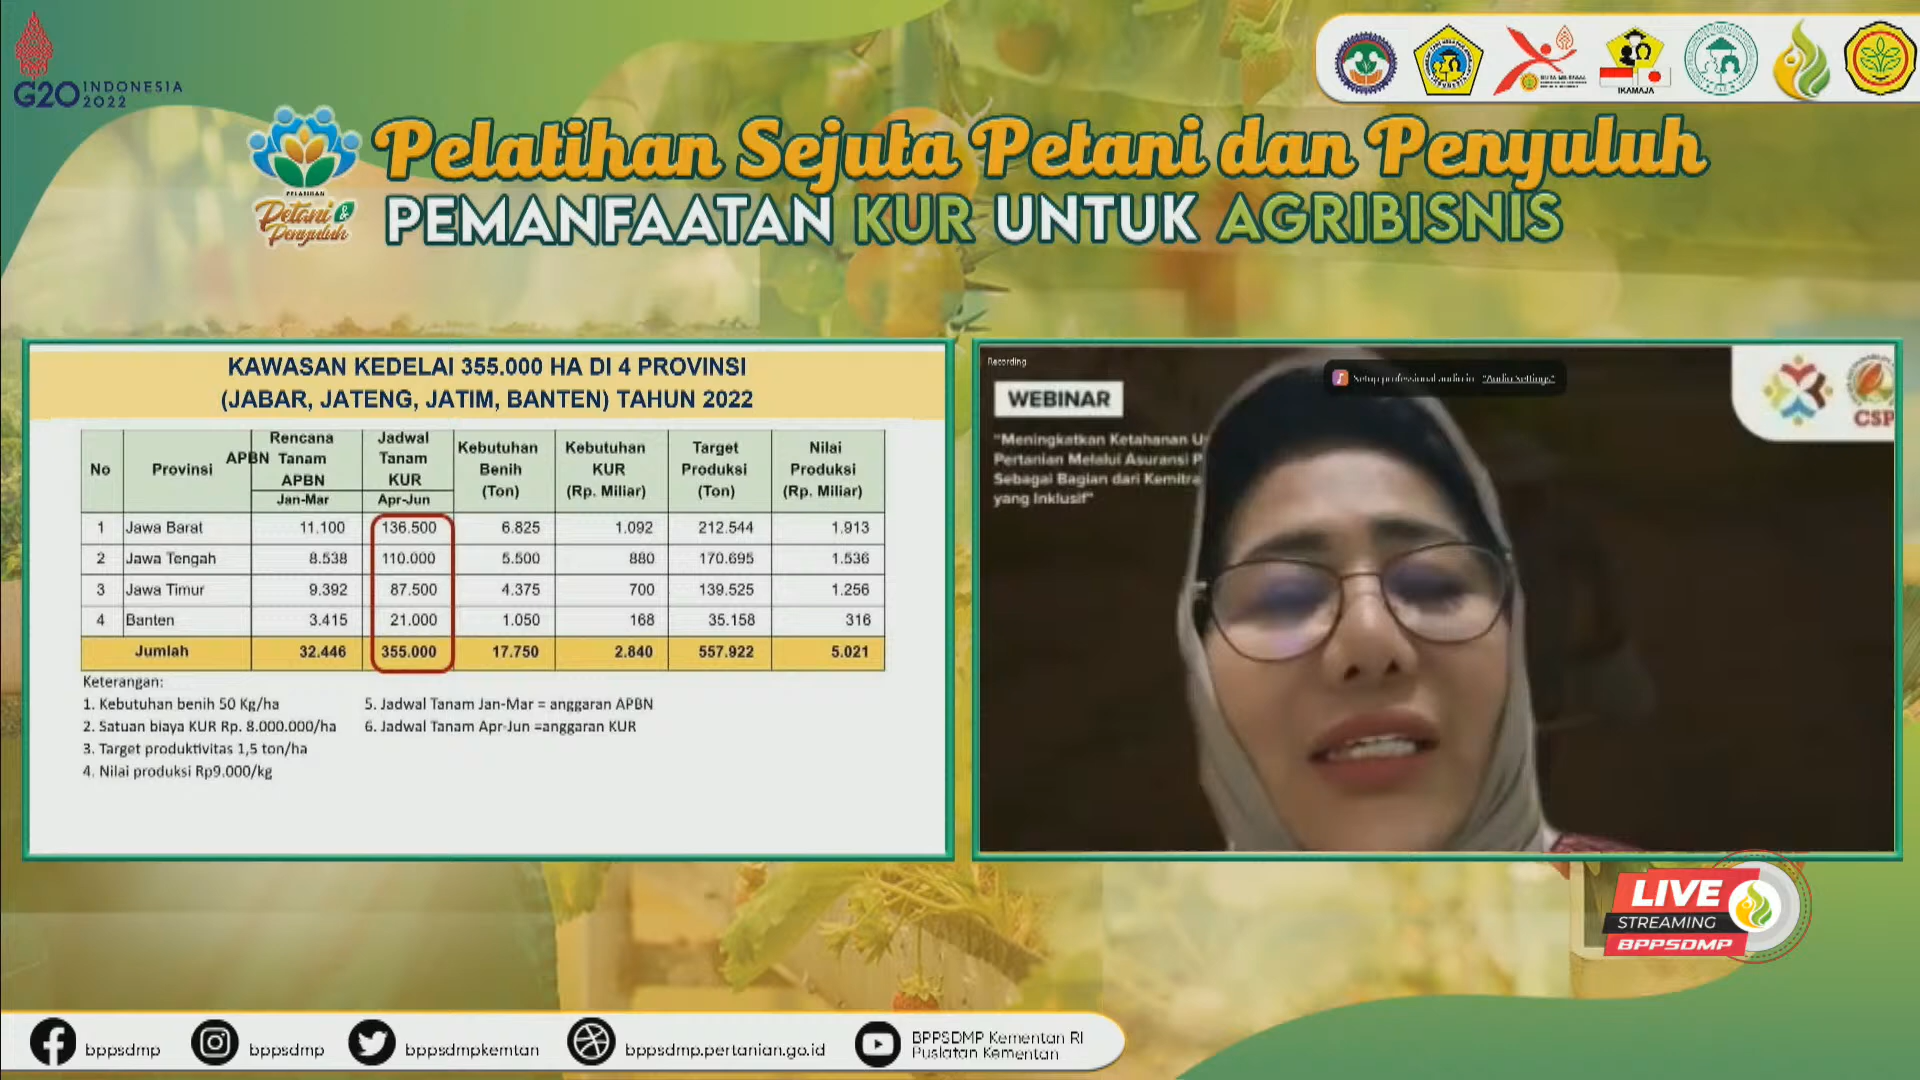 G20 INDONESIA
2022
IKAMAJA
PELATIHAN
Petani &
Penyuluh
Pelatihan Sejuta Petani dan Penyuluh
PEMANFAATAN KUR UNTUK AGRIBISNIS
KAWASAN KEDELAI 355.000 HA DI 4 PROVINSI
(JABAR, JATENG, JATIM, BANTEN) TAHUN 2022
No Provinsi APBN Rencana Tanam APBN Jadwal Tanam KUR Kebutuhan Benih (Ton) Kebutuhan KUR (Rp. Miliar) Target Produksi (Ton) Nilai Produksi (Rp. Miliar)
Jan-Mar Apr-Jun
1 Jawa Barat 11.100 136.500 6.825 1.092 212.544 1.913
2 Jawa Tengah 8.538 110.000 5.500 880 170.695 1.536
3 Jawa Timur 9.392 87.500 4.375 700 139.525 1.256
4 Banten 3.415 21.000 1.050 168 35.158 316
Jumlah 32.446 355.000 17.750 2.840 557.922 5.021
Keterangan:
1. Kebutuhan benih 50 Kg/ha
2. Satuan biaya KUR Rp. 8.000.000/ha
3. Target produktivitas 1,5 ton/ha
4. Nilai produksi Rp9.000/kg
5. Jadwal Tanam Jan-Mar = anggaran APBN
6. Jadwal Tanam Apr-Jun =anggaran KUR
Recording
Setup professional audio in "Audio Settings"
WEBINAR
"Meningkatkan Ketahanan U
Pertanian Melalui Asuransi P
Sebagai Bagian dari Kemitra
yang Inklusif"
CSP
LIVE
STREAMING
BPPSDMP
bppsdmp
bppsdmp
bppsdmpkemtan
bppsdmp.pertanian.go.id
BPPSDMP Kementan RI
Puslatan Kementan